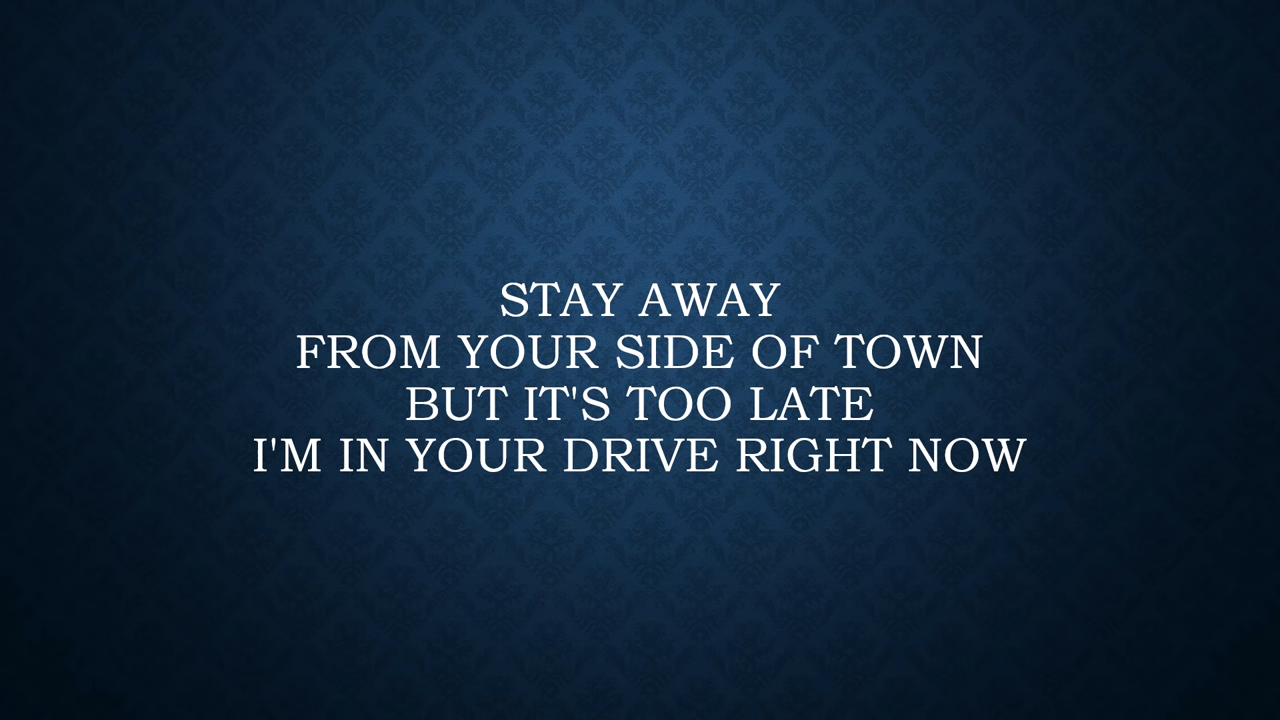 STAY AWAY
FROM YOUR SIDE OF TOWN
BUT IT'S TOO LATE
I'M IN YOUR DRIVE RIGHT NOW